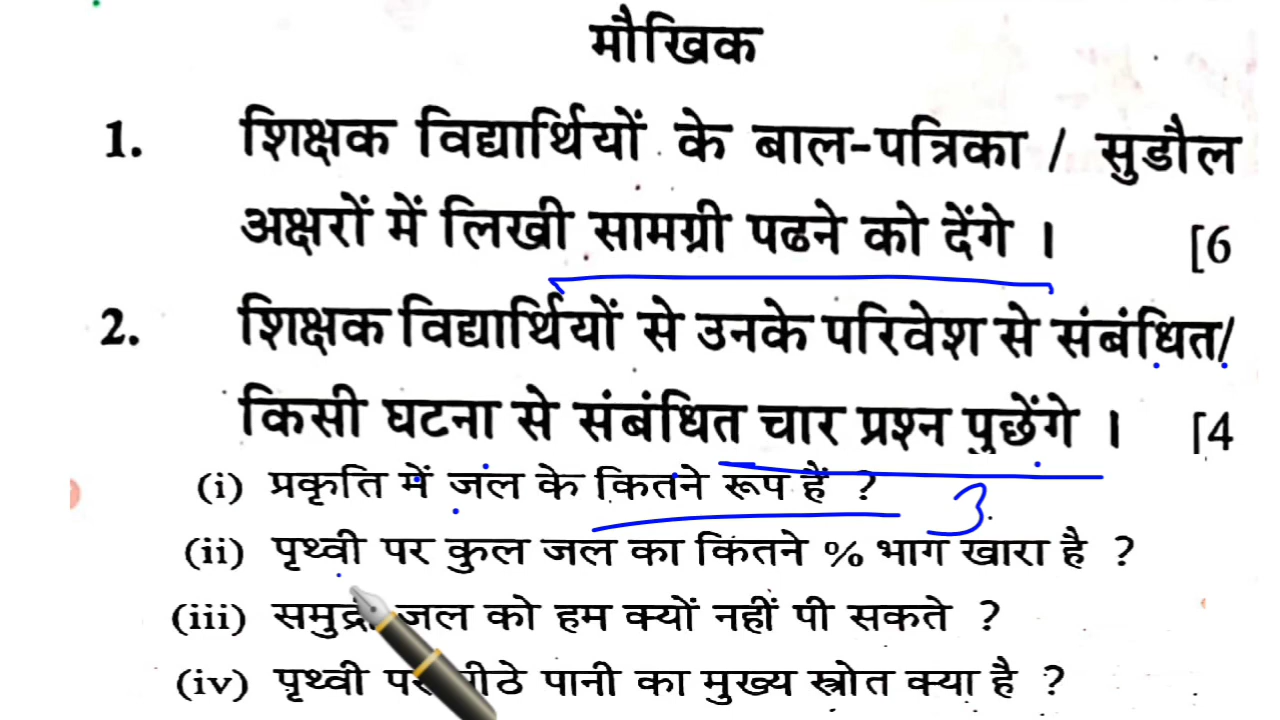 मौखिक
1. शिक्षक विद्यार्थियों के बाल-पत्रिका / सुडौल
अक्षरों में लिखी सामग्री पढने को देंगे । [6
2. शिक्षक विद्यार्थियों से उनके परिवेश से संबंधित/
किसी घटना से संबंधित चार प्रश्न पुछेंगे । [4
(i) प्रकृति में जल के कितने रूप हैं ? 3
(ii) पृथ्वी पर कुल जल का कितने % भाग खारा है ?
(iii) समुद्री जल को हम क्यों नहीं पी सकते ?
(iv) पृथ्वी पर मीठे पानी का मुख्य स्त्रोत क्या है ?